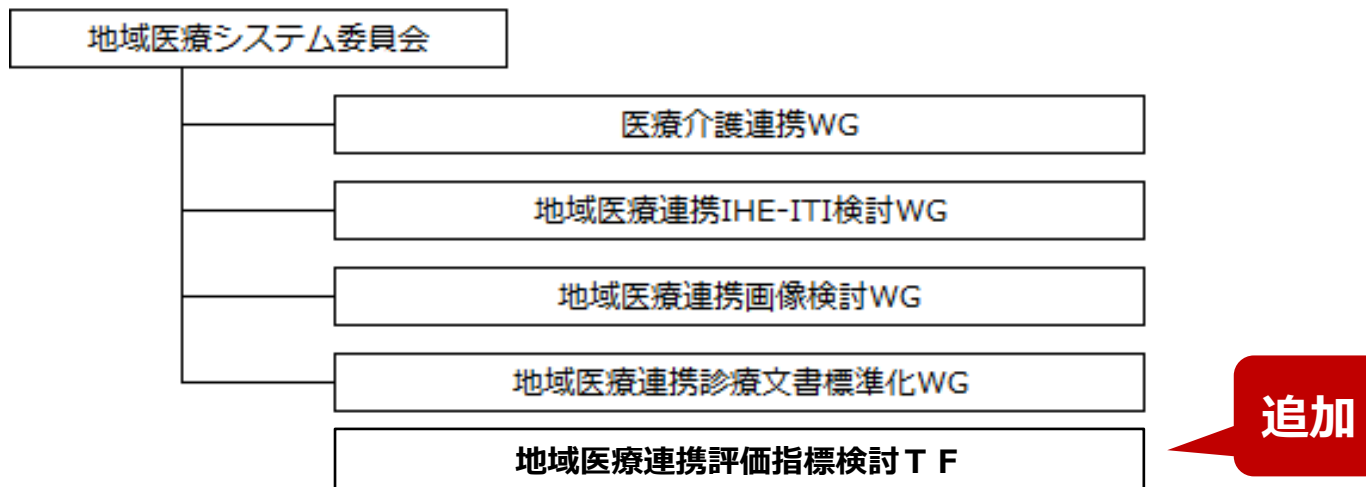 地域医療システム委員会
医療介護連携WG
地域医療連携IHE-ITI検討WG
地域医療連携画像検討WG
地域医療連携診療文書標準化WG
地域医療連携評価指標検討ＴＦ
追加